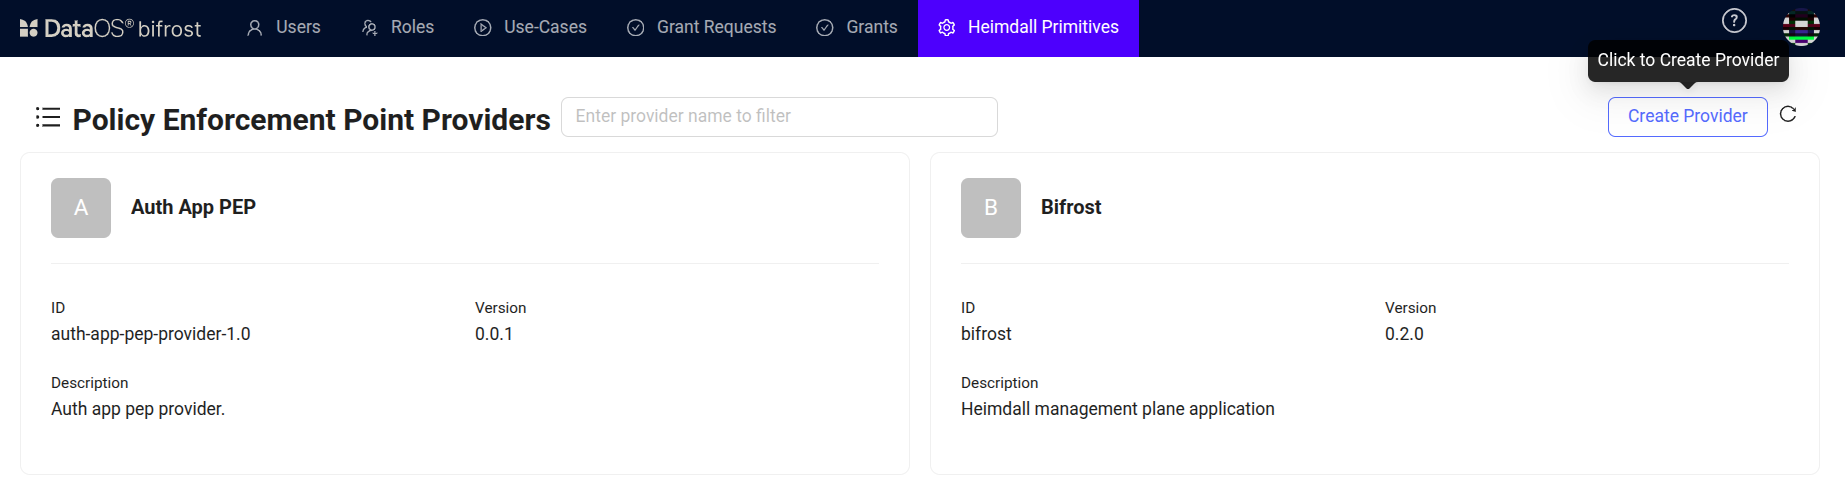 DataOS® bifrost Users Roles Use-Cases Grant Requests Grants Heimdall Primitives ?
Click to Create Provider
Policy Enforcement Point Providers Enter provider name to filter Create Provider
A Auth App PEP
ID Version
auth-app-pep-provider-1.0 0.0.1
Description
Auth app pep provider.
B Bifrost
ID Version
bifrost 0.2.0
Description
Heimdall management plane application